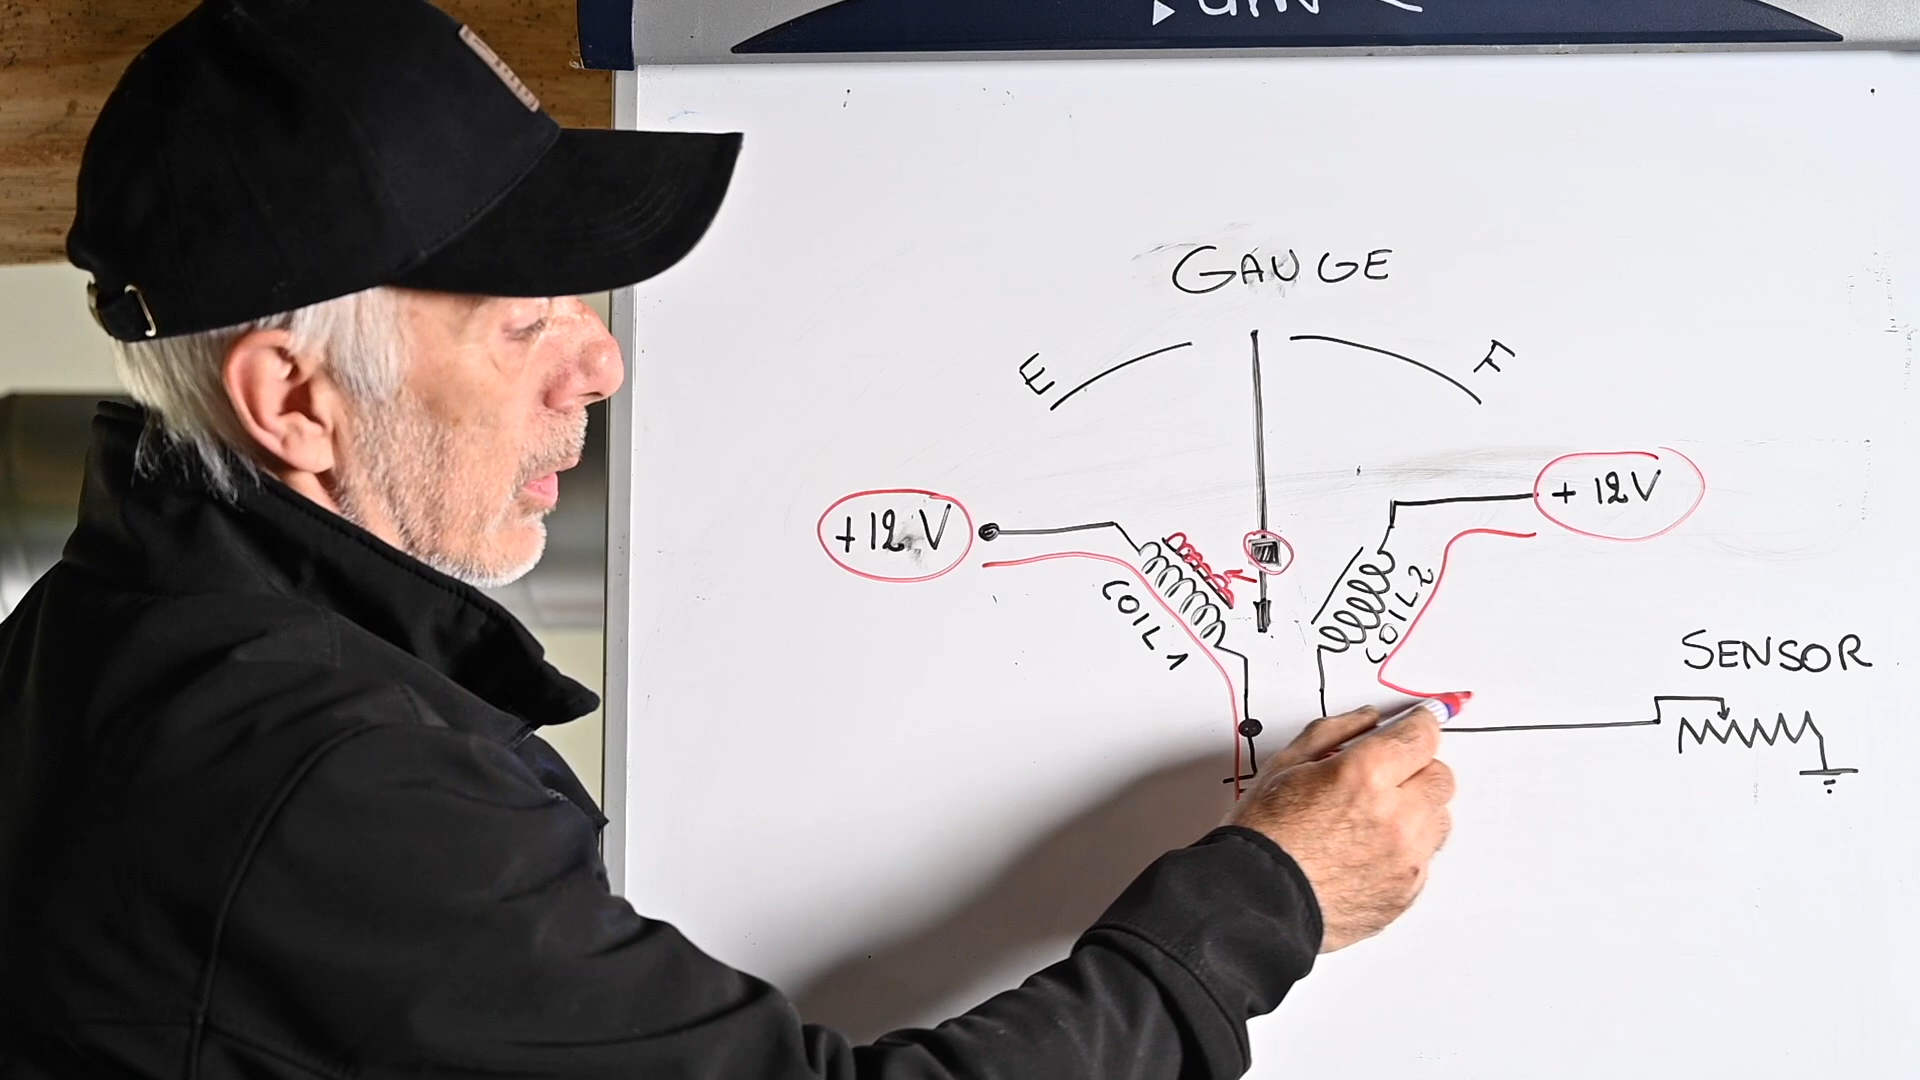 GAUGE
E
F
+12V
+12V
COIL 1
COIL 2
SENSOR